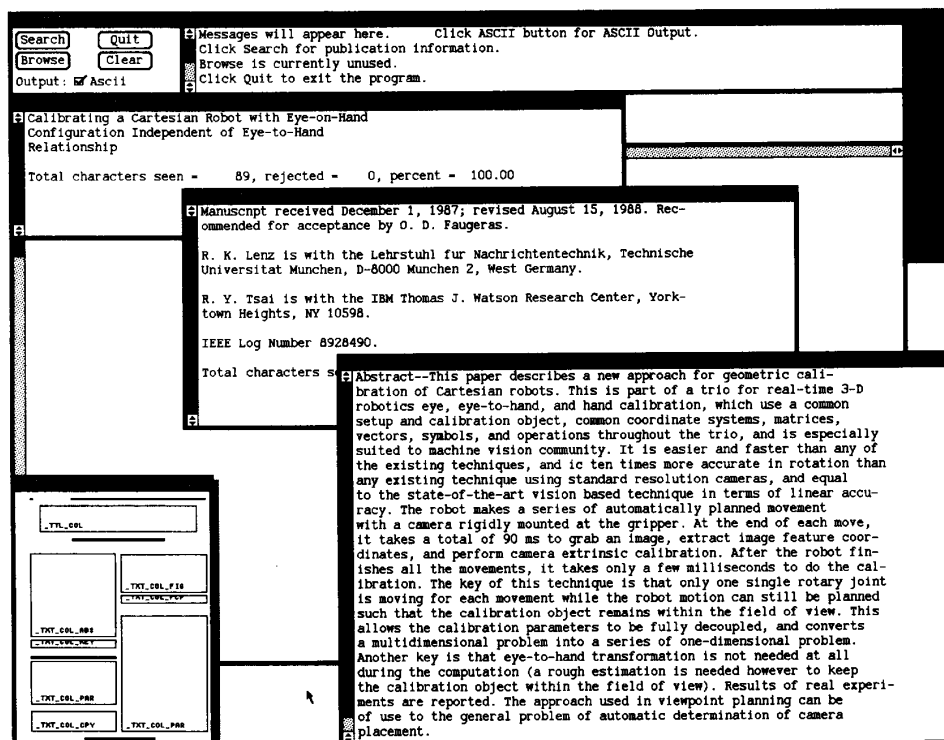 Search Quit
Browse Clear
Output: Ascii
Messages will appear here. Click ASCII button for ASCII Output.
Click Search for publication information.
Browse is currently unused.
Click Quit to exit the program.
Calibrating a Cartesian Robot with Eye-on-Hand
Configuration Independent of Eye-to-Hand
Relationship
Total characters seen = 89, rejected = 0, percent = 100.00
Manuscnpt received December 1, 1987; revised August 15, 1988. Rec-
ommended for acceptance by O. D. Faugeras.
R. K. Lenz is with the Lehrstuhl fur Nachrichtentechnik, Technische
Universitat Munchen, D-8000 Munchen 2, West Germany.
R. Y. Tsai is with the IBM Thomas J. Watson Research Center, York-
town Heights, NY 10598.
IEEE Log Number 8928490.
Total characters s
Abstract--This paper describes a new approach for geometric cali-
bration of Cartesian robots. This is part of a trio for real-time 3-D
robotics eye, eye-to-hand, and hand calibration, which use a common
setup and calibration object, common coordinate systems, matrices,
vectors, symbols, and operations throughout the trio, and is especially
suited to machine vision community. It is easier and faster than any of
the existing techniques, and ic ten times more accurate in rotation than
any existing technique using standard resolution cameras, and equal
to the state-of-the-art vision based technique in terms of linear accu-
racy. The robot makes a series of automatically planned movement
with a camera rigidly mounted at the gripper. At the end of each move,
it takes a total of 90 ms to grab an image, extract image feature coor-
dinates, and perform camera extrinsic calibration. After the robot fin-
ishes all the movements, it takes only a few milliseconds to do the cal-
ibration. The key of this technique is that only one single rotary joint
is moving for each movement while the robot motion can still be planned
such that the calibration object remains within the field of view. This
allows the calibration parameters to be fully decoupled, and converts
a multidimensional problem into a series of one-dimensional problem.
Another key is that eye-to-hand transformation is not needed at all
during the computation (a rough estimation is needed however to keep
the calibration object within the field of view). Results of real experi-
ments are reported. The approach used in viewpoint planning can be
of use to the general problem of automatic determination of camera
placement.
_TTL_COL
_TXT_COL_ABS
_TXT_COL_KEY
_TXT_COL_PAR
_TXT_COL_CPY
_TXT_COL_FIG
_TXT_COL_PAR